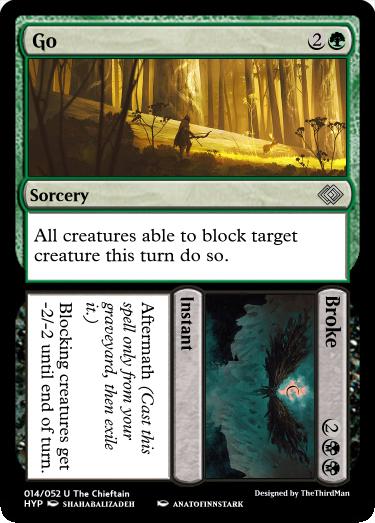 Go 2
Sorcery
All creatures able to block target
creature this turn do so.
Broke 2
Instant
Aftermath (Cast this
spell only from your
graveyard, then exile
it.)
Blocking creatures get
-2/-2 until end of turn.
014/052 U The Chieftain
HYP SHAHABALIZADEH ANATOFINNSTARK
Designed by TheThirdMan